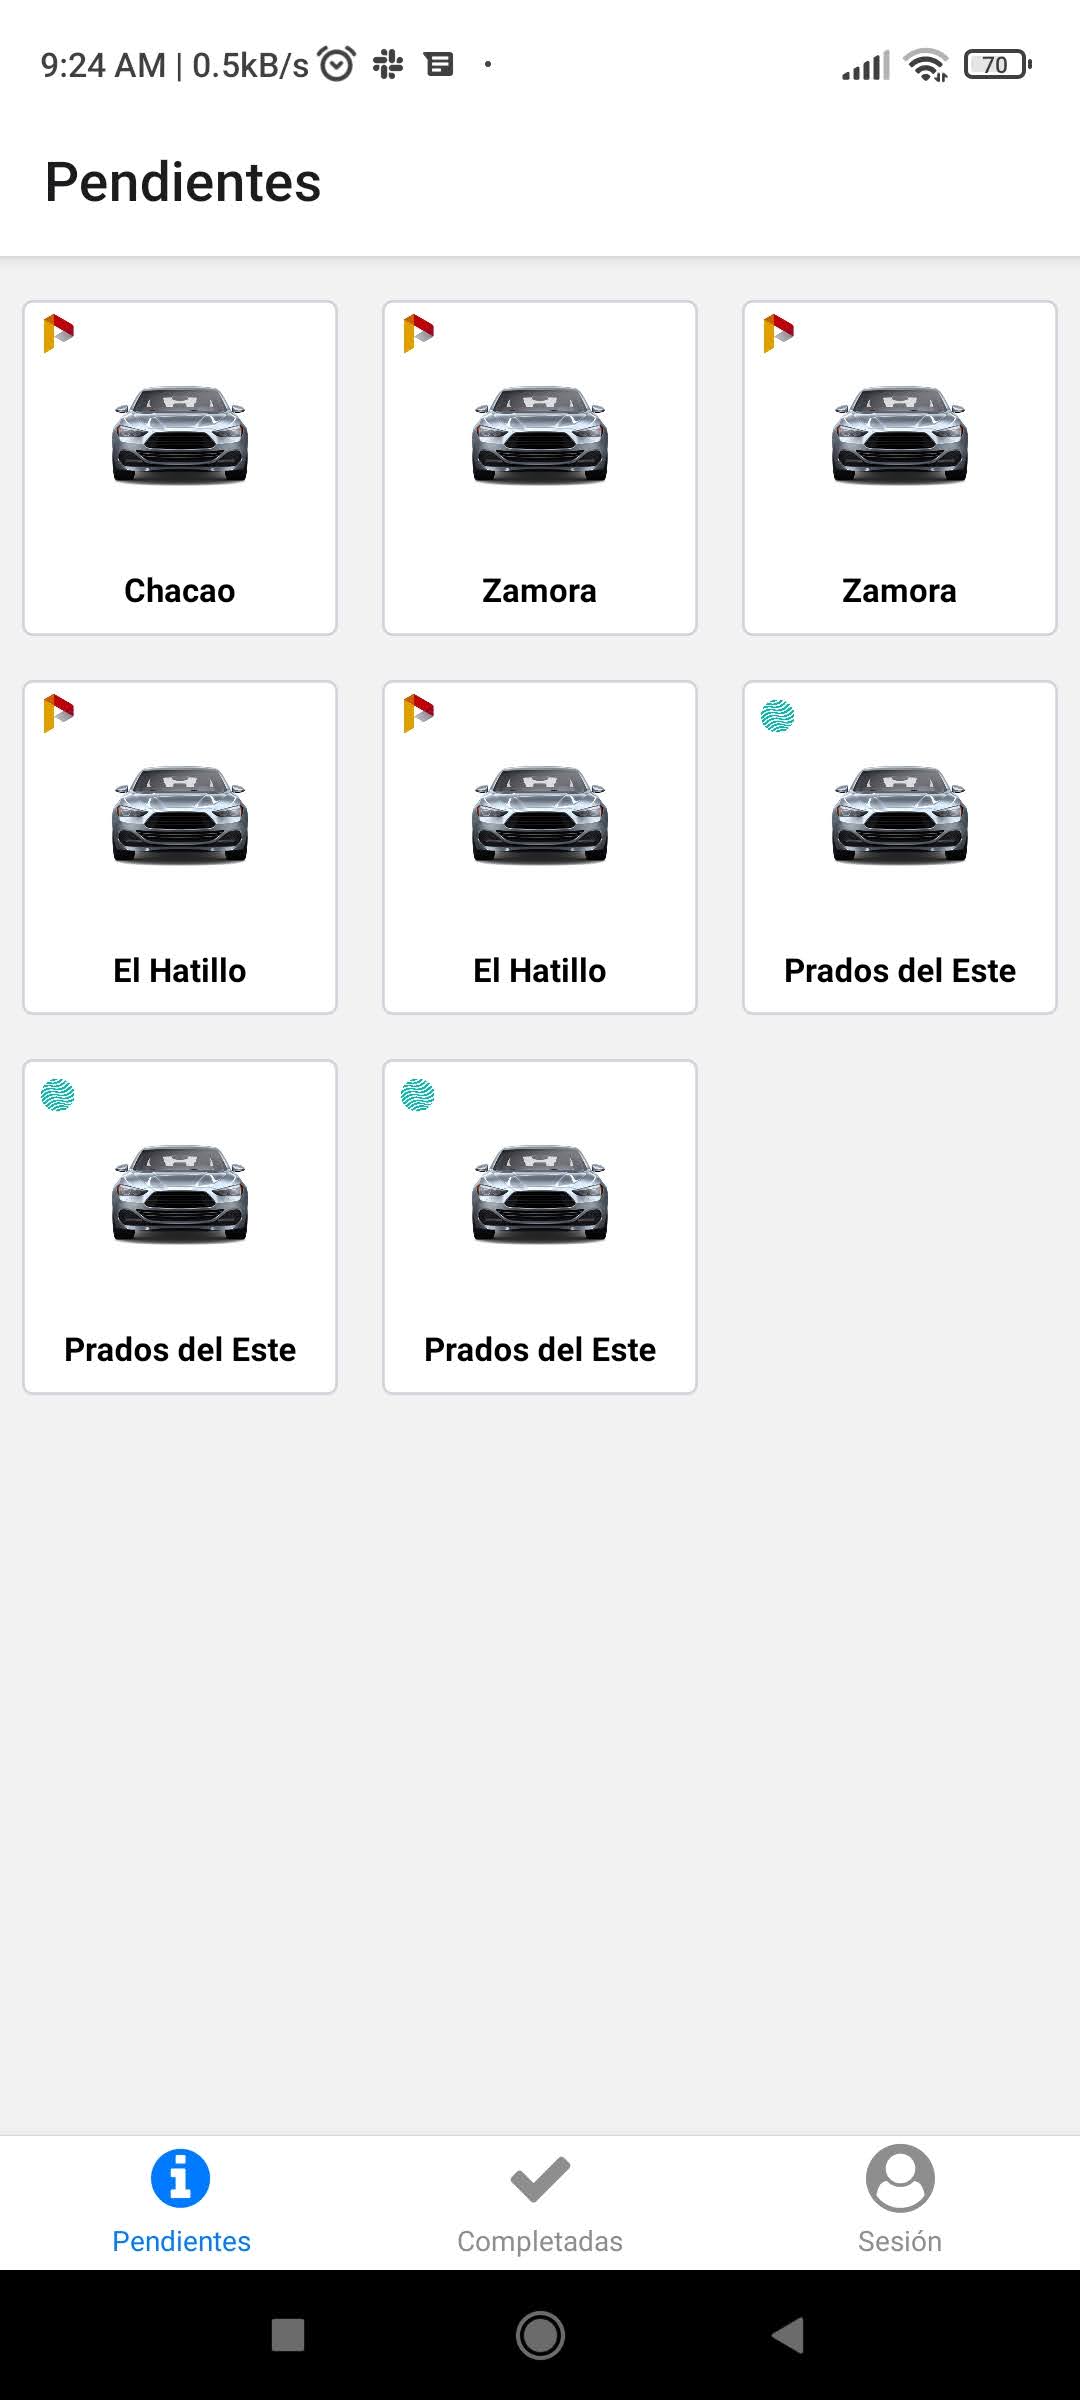 9:24 AM | 0.5kB/s
70
Pendientes
Chacao
Zamora
Zamora
El Hatillo
El Hatillo
Prados del Este
Prados del Este
Prados del Este
Pendientes
Completadas
Sesión